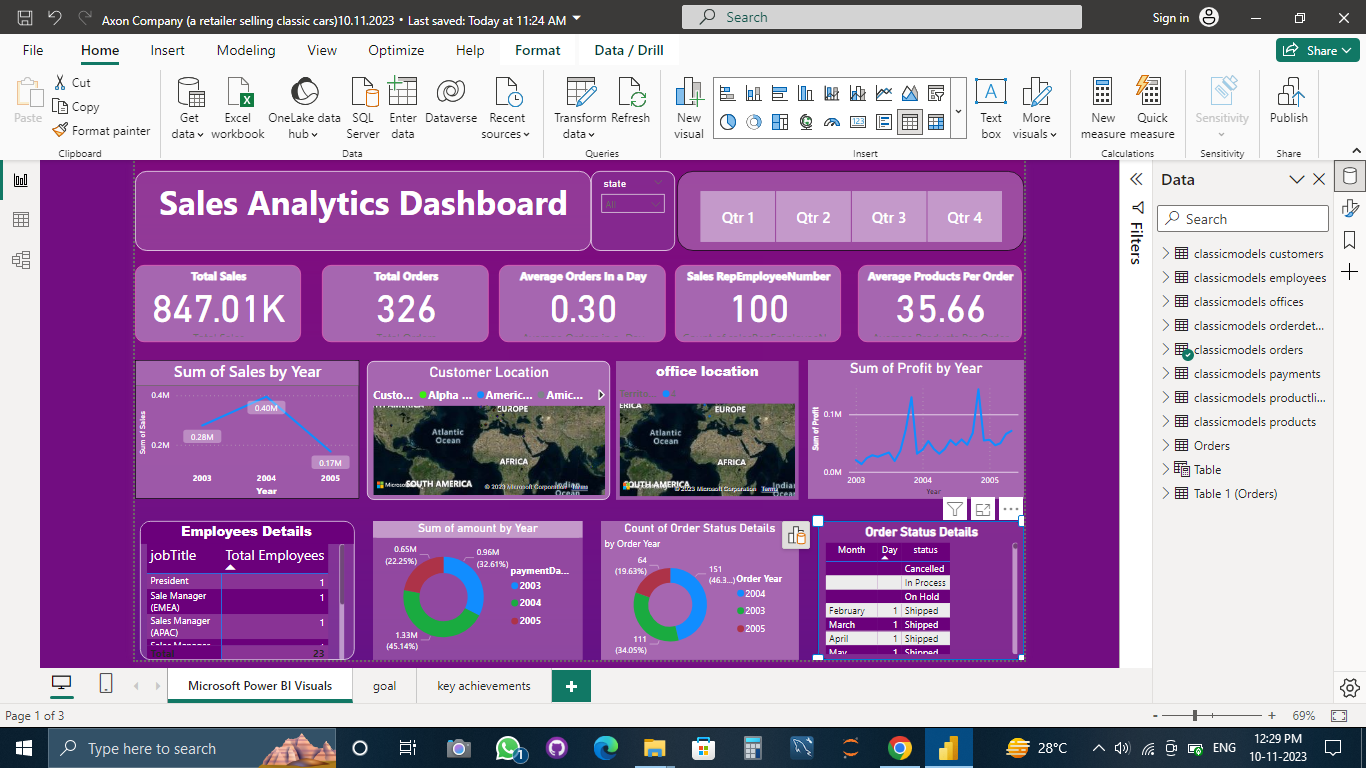 Axon Company (a retailer selling classic cars)10.11.2023 • Last saved: Today at 11:24 AM
Search
Sign in
File Home Insert Modeling View Optimize Help Format Data / Drill
Share
Paste
Cut
Copy
Format painter
Clipboard
Get data
Excel workbook
OneLake data hub
SQL Server
Enter data
Dataverse
Recent sources
Data
Transform data
Refresh
Queries
New visual
Text box
More visuals
Insert
New measure
Quick measure
Calculations
Sensitivity
Sensitivity
Publish
Share
Sales Analytics Dashboard
state
All
Qtr 1 Qtr 2 Qtr 3 Qtr 4
Total Sales
847.01K
Total Orders
326
Average Orders In a Day
0.30
Sales RepEmployeeNumber
100
Average Products Per Order
35.66
Sum of Sales by Year
Sum of Sales
0.4M
0.2M
0.28M
0.40M
0.17M
2003 2004 2005
Year
Customer Location
Custo... Alpha ... Americ... Amic...
EUROPE
Atlantic Ocean
AFRICA
SOUTH AMERICA
© 2023 Microsoft Corporation Terms
office location
ERICA
EUROPE
Atlantic Ocean
AFRICA
SOUTH AMERICA
© 2023 Microsoft Corporation Terms
Sum of Profit by Year
Sum of Profit
0.1M
0.0M
2003 2004 2005
Year
Employees Details
jobTitle Total Employees
President 1
Sale Manager (EMEA) 1
Sales Manager (APAC) 1
Total 23
Sum of amount by Year
0.65M (22.25%)
0.96M (32.61%)
1.33M (45.14%)
paymentDa...
2003
2004
2005
Count of Order Status Details
by Order Year
64 (19.63%)
151 (46.3...)
111 (34.05%)
Order Year
2004
2003
2005
Order Status Details
Month Day status
Cancelled
In Process
On Hold
February 1 Shipped
March 1 Shipped
April 1 Shipped
May 1 Shipped
Filters
Data
Search
classicmodels customers
classicmodels employees
classicmodels offices
classicmodels orderdet...
classicmodels orders
classicmodels payments
classicmodels productli...
classicmodels products
Orders
Table
Table 1 (Orders)
Microsoft Power BI Visuals goal key achievements
Page 1 of 3
69%
Type here to search
1
28°C
ENG
12:29 PM
10-11-2023